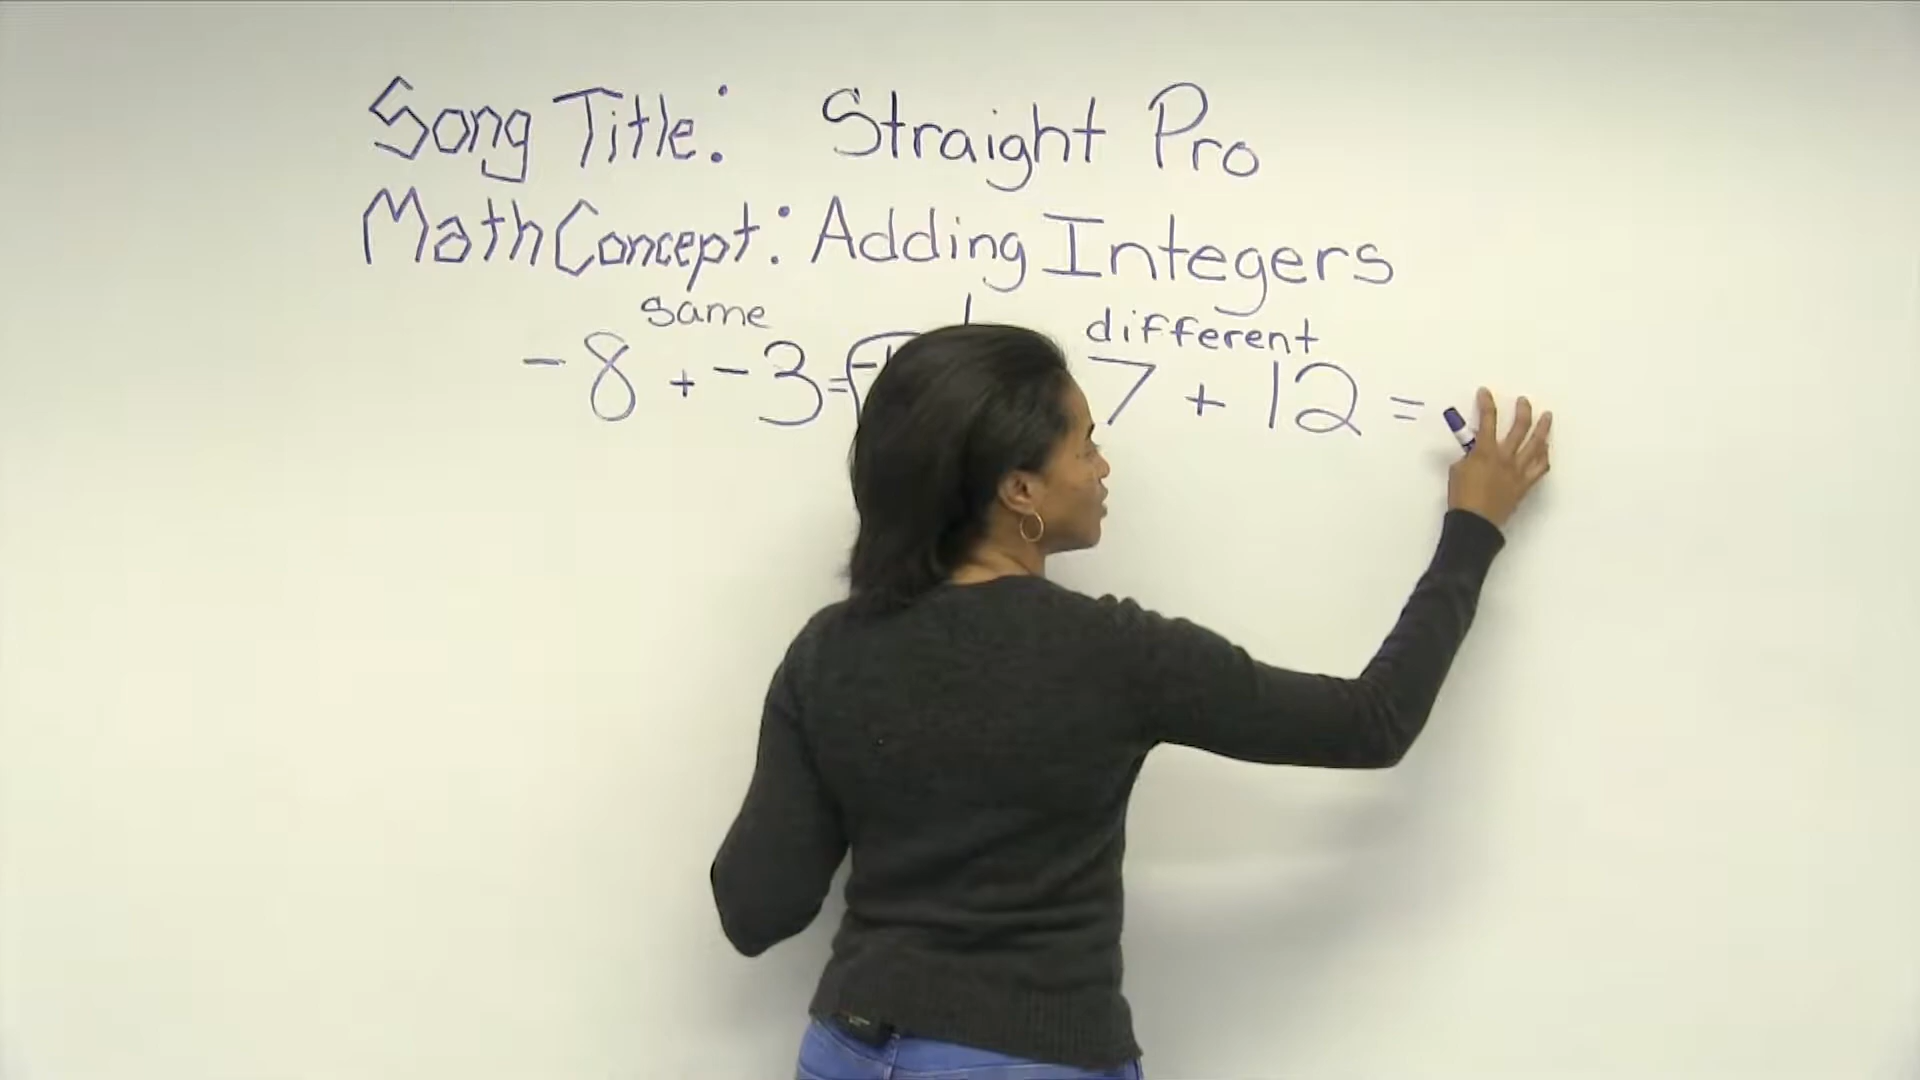 Song Title: Straight Pro
Math Concept: Adding Integers
same
different
-8 + -3 =
7 + 12 =